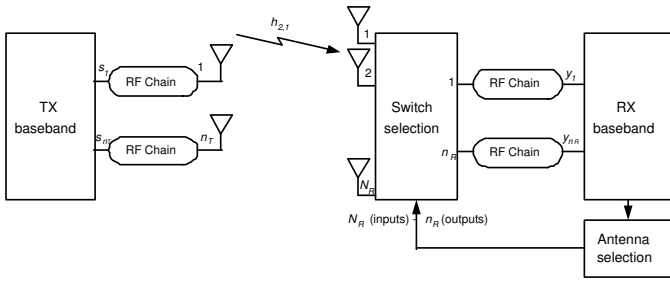 h2,1
TX
baseband
s1
RF Chain
1
snT
RF Chain
nT
1
2
NR
Switch
selection
1
RF Chain
y1
nR
RF Chain
ynR
RX
baseband
NR (inputs) - nR (outputs)
Antenna
selection